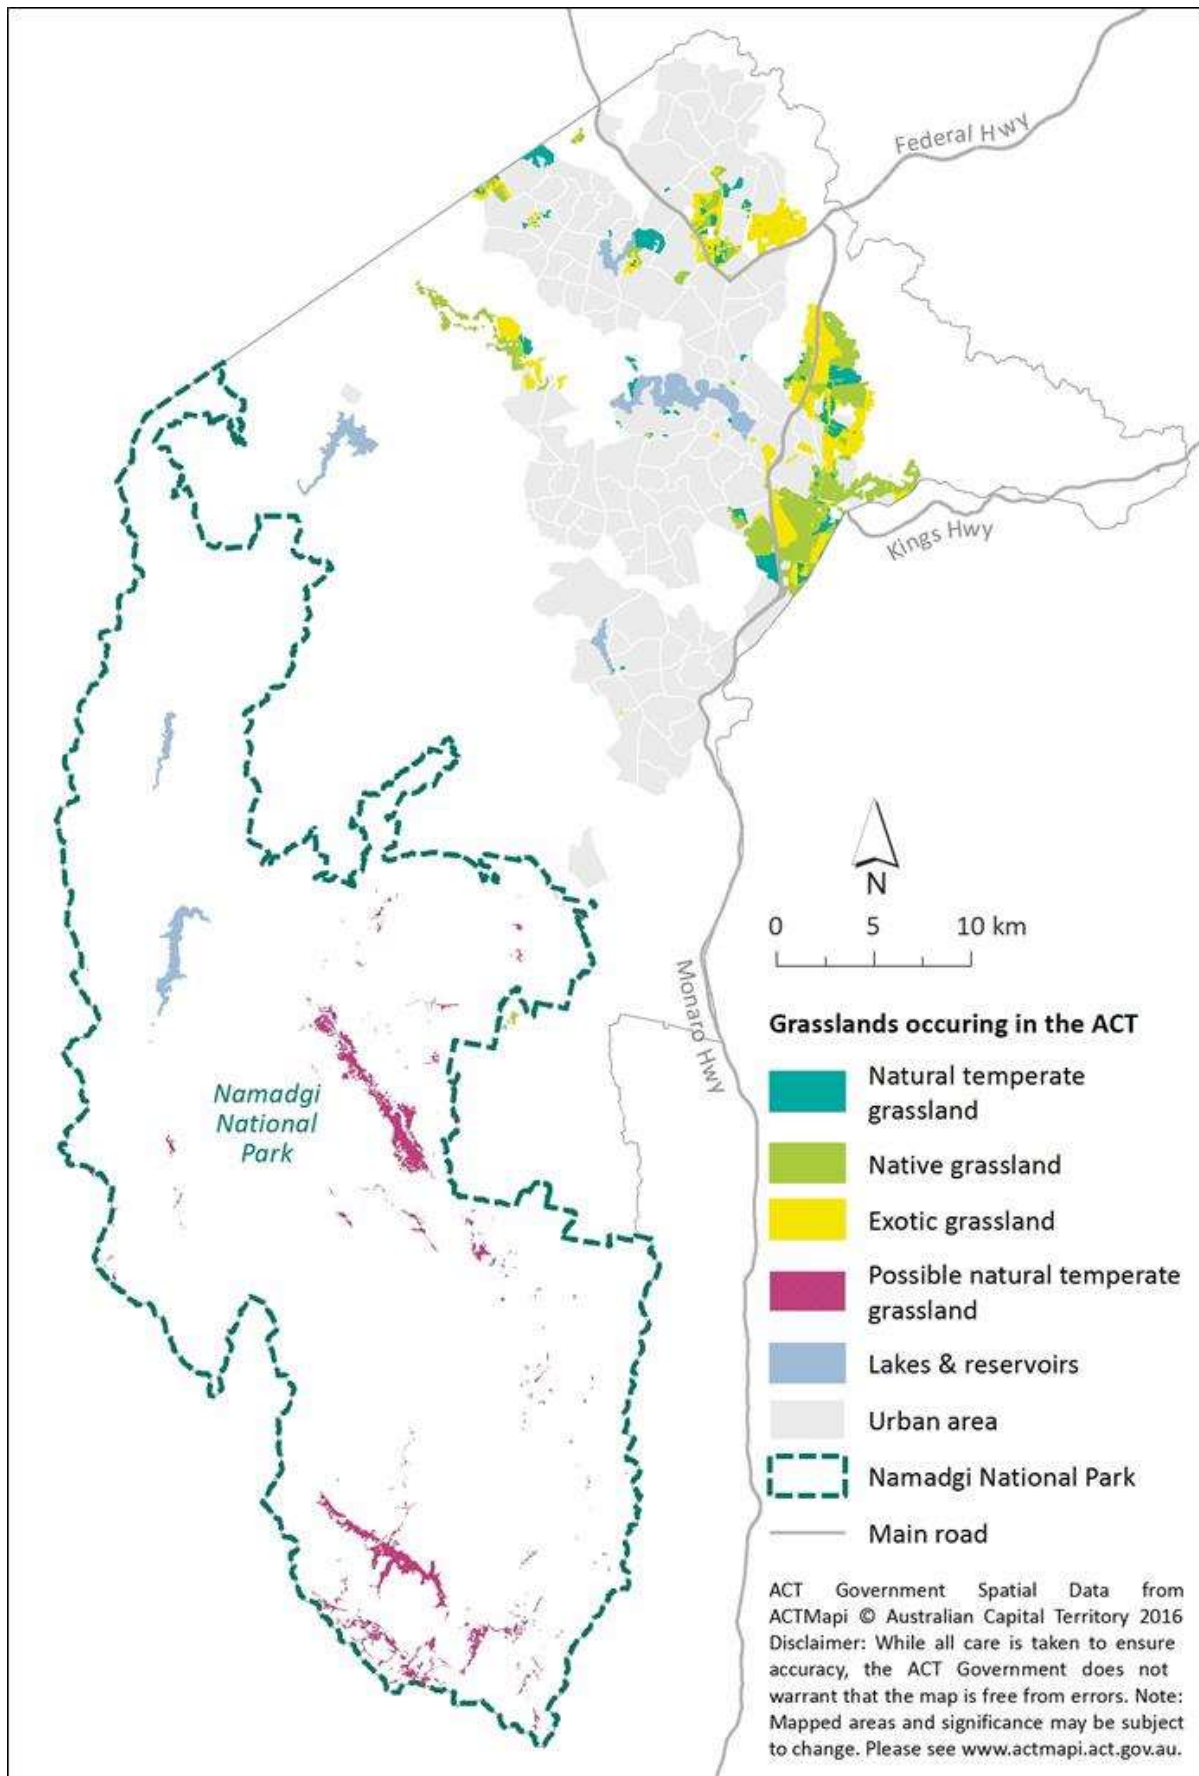 Federal Hwy
Kings Hwy
Monaro Hwy
Namadgi
National
Park
N
0 5 10 km
Grasslands occuring in the ACT
Natural temperate
grassland
Native grassland
Exotic grassland
Possible natural temperate
grassland
Lakes & reservoirs
Urban area
Namadgi National Park
Main road
ACT Government Spatial Data from
ACTMapi © Australian Capital Territory 2016
Disclaimer: While all care is taken to ensure
accuracy, the ACT Government does not
warrant that the map is free from errors. Note:
Mapped areas and significance may be subject
to change. Please see www.actmapi.act.gov.au.